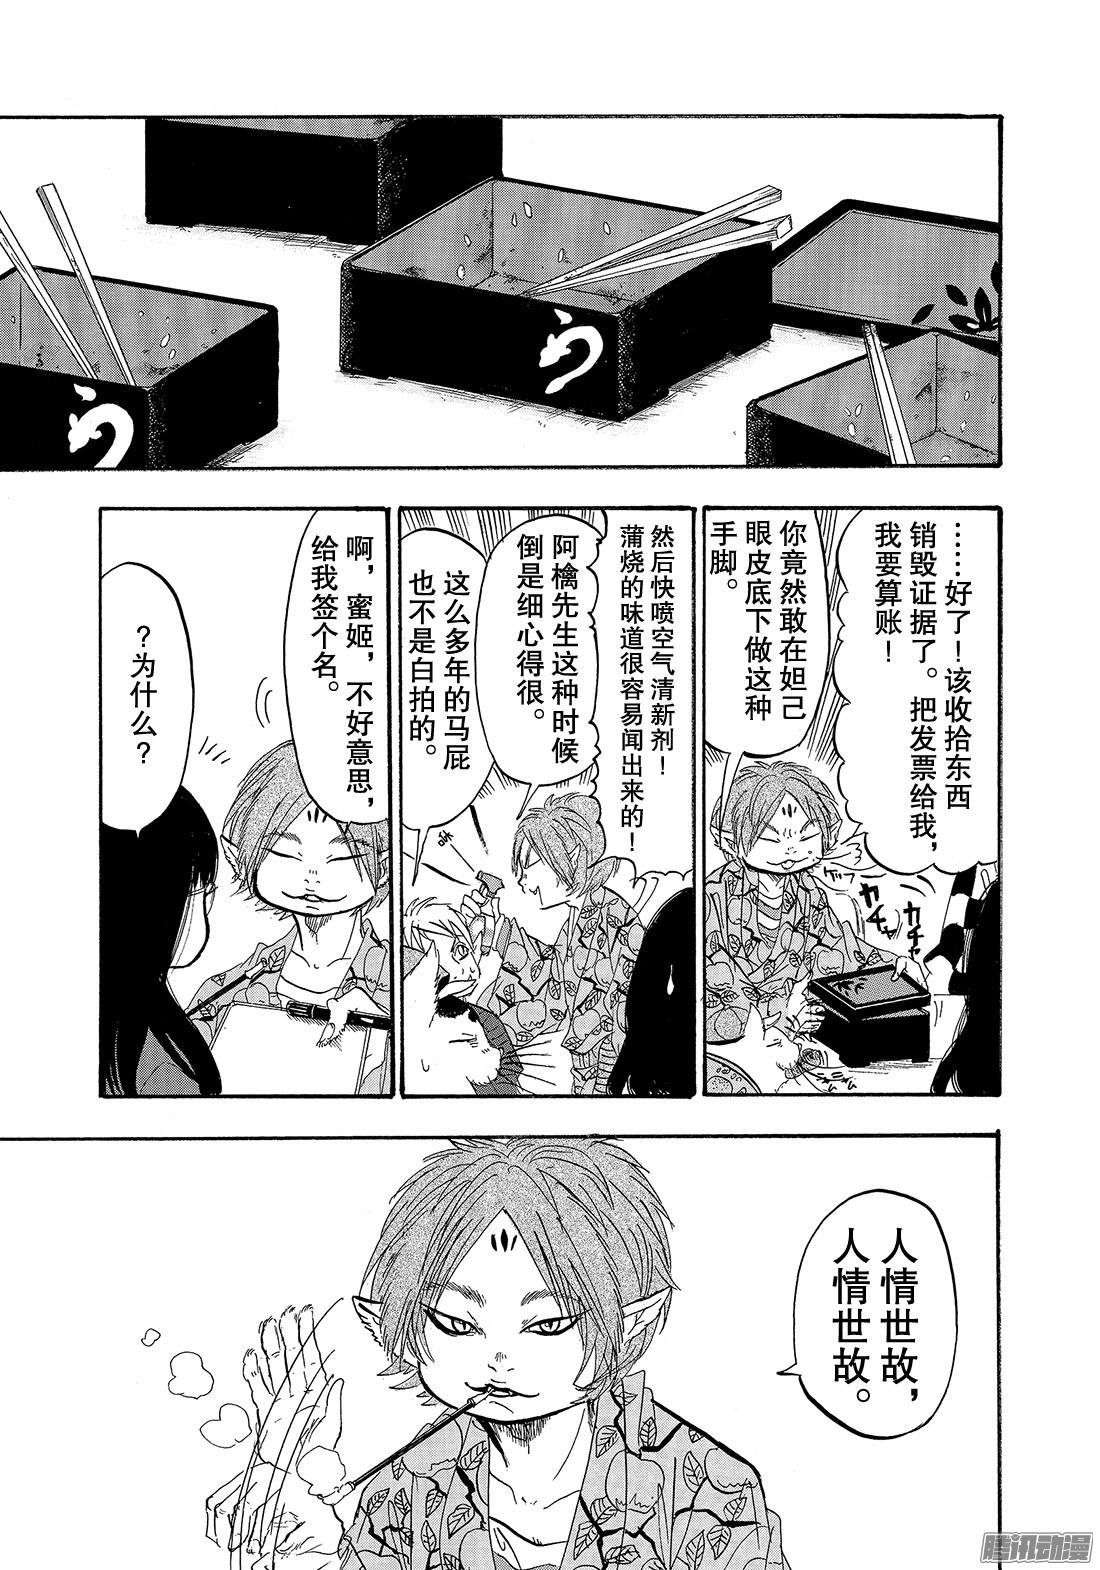 ……好了！该收拾东西
销毁证据了。把发票给我，
我要算账！
你竟然敢在妲己
眼皮底下做这种
手脚。
ゲフッ
カチャ
カチャ
然后快喷空气清新剂！
蒲烧的味道很容易闻出来的！
阿檎先生这种时候
倒是细心得很。
这么多年的马屁
也不是白拍的。
啊，蜜姬，不好意思，
给我签个名。
？为什么？
人情世故，
人情世故。
腾讯动漫